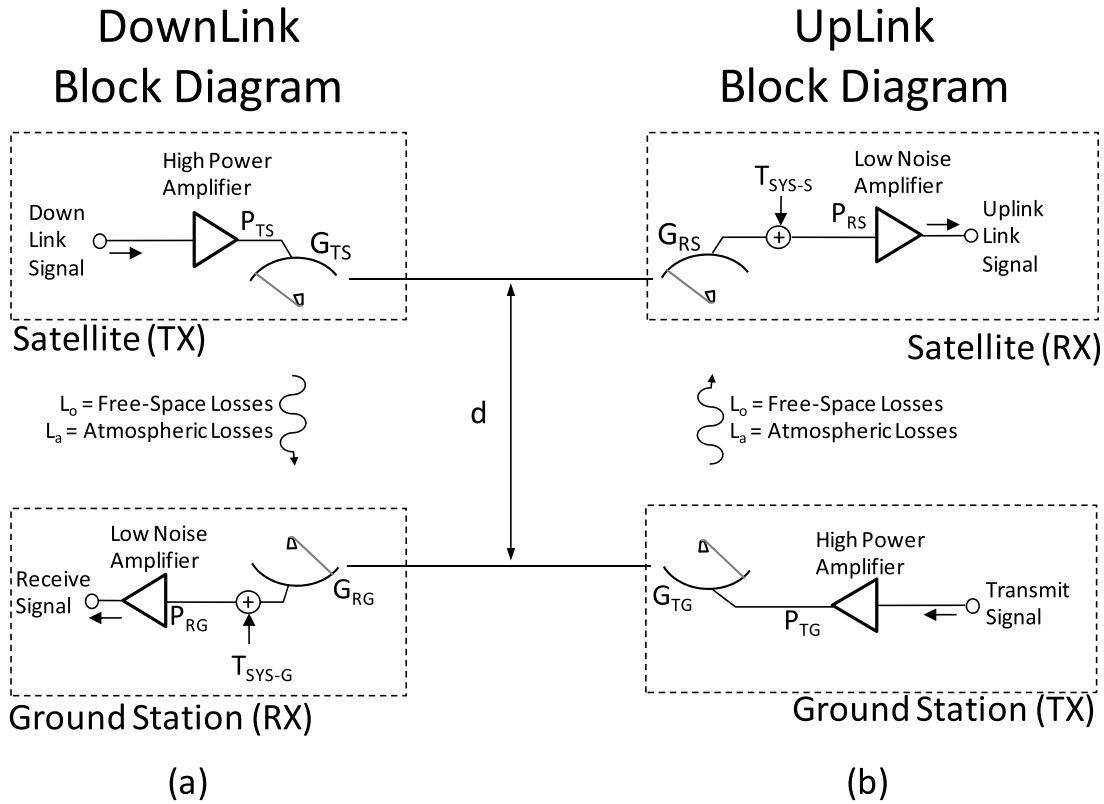 DownLink
Block Diagram
High Power
Amplifier
Down
Link
Signal
P_TS
G_TS
Satellite (TX)
L_o = Free-Space Losses
L_a = Atmospheric Losses
Low Noise
Amplifier
Receive
Signal
P_RG
G_RG
T_SYS-G
Ground Station (RX)
(a)
d
UpLink
Block Diagram
T_SYS-S
Low Noise
Amplifier
G_RS
P_RS
Uplink
Link
Signal
Satellite (RX)
L_o = Free-Space Losses
L_a = Atmospheric Losses
High Power
Amplifier
G_TG
P_TG
Transmit
Signal
Ground Station (TX)
(b)